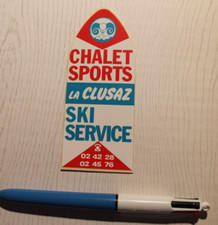 CHALET
SPORTS
LA CLUSAZ
SKI
SERVICE
02 42 28
02 45 76